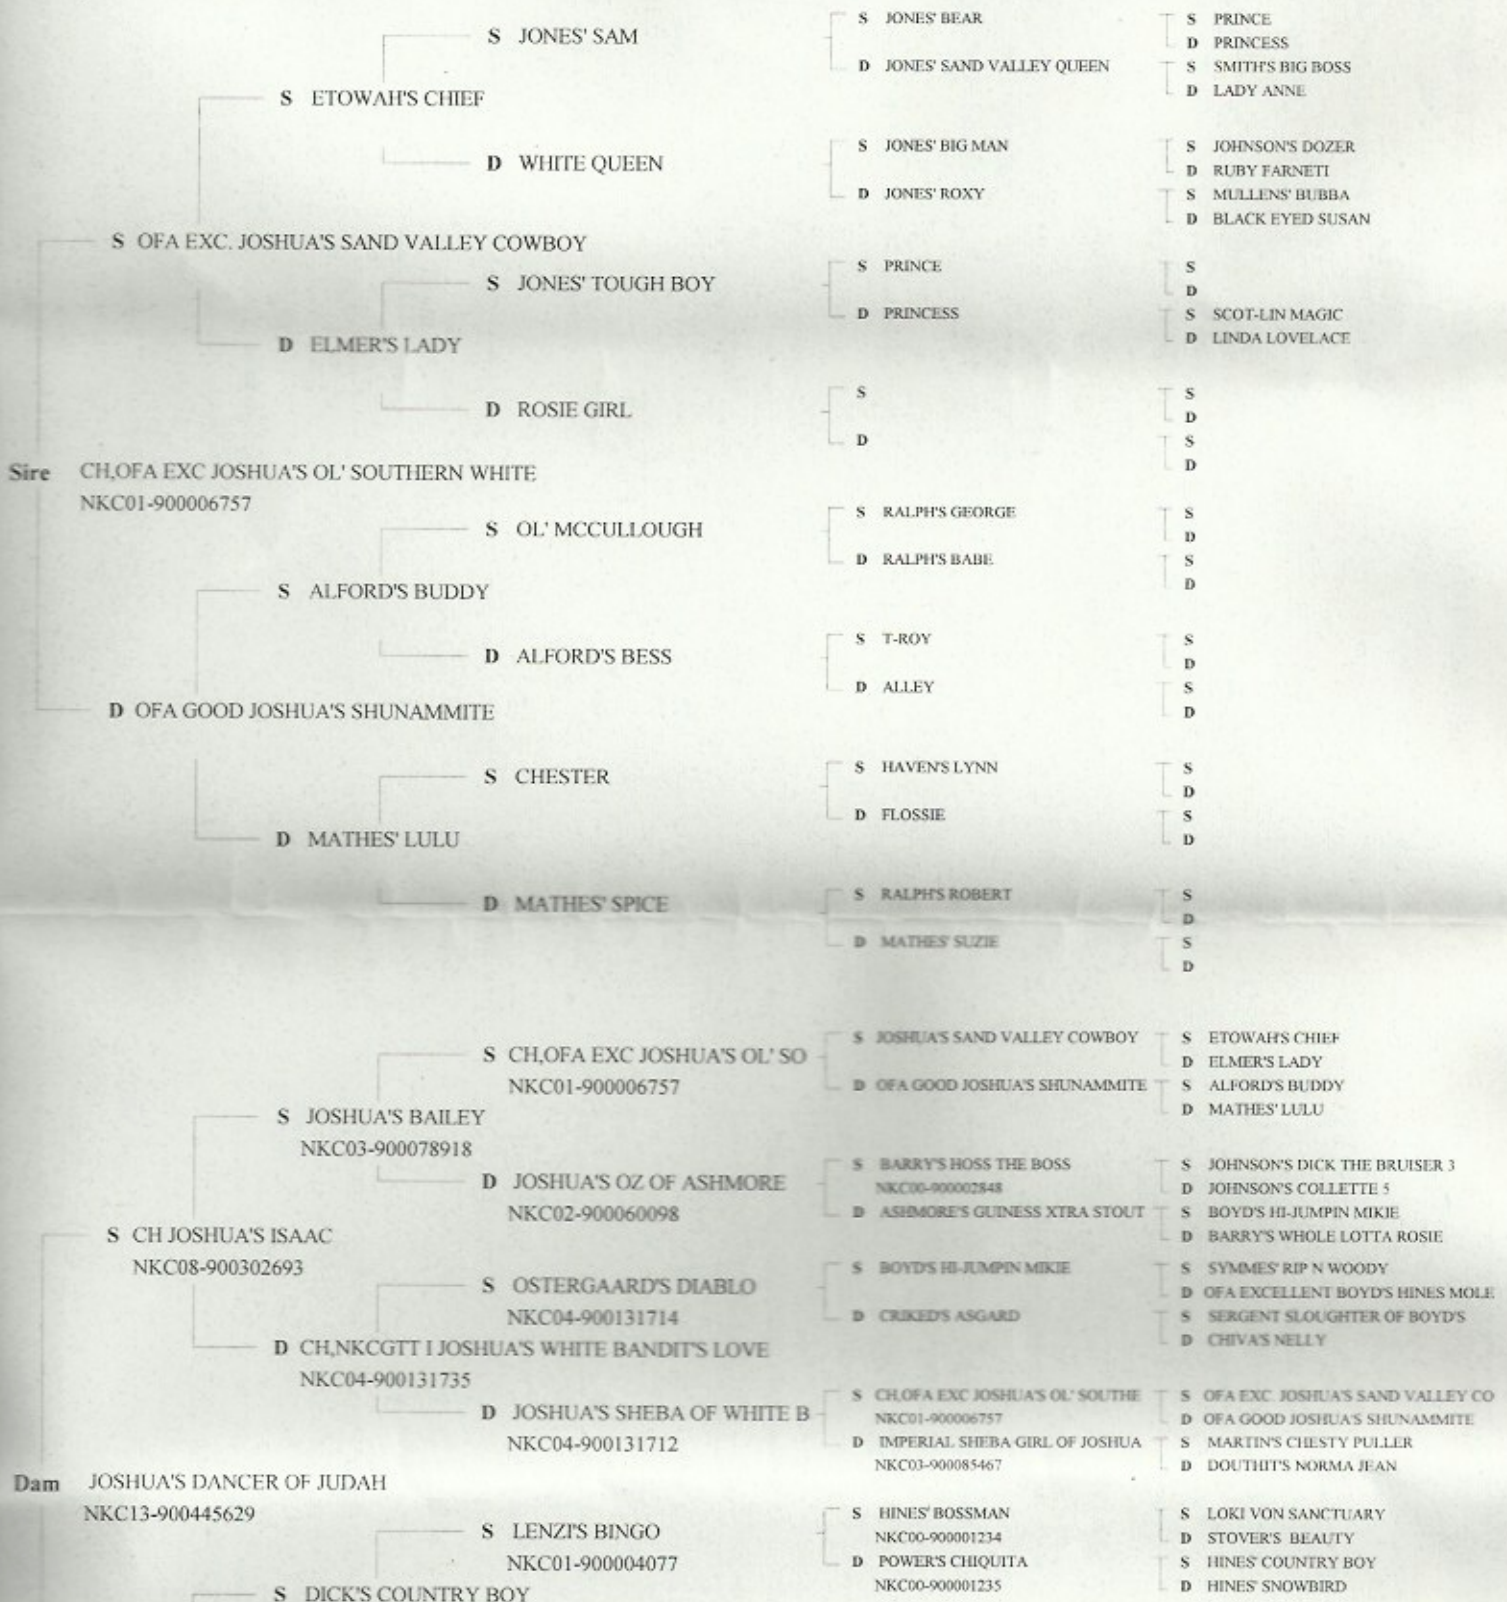 S JONES' BEAR
S PRINCE
S JONES' SAM
D PRINCESS
D JONES' SAND VALLEY QUEEN
S SMITH'S BIG BOSS
D LADY ANNE
S ETOWAH'S CHIEF
S JONES' BIG MAN
S JOHNSON'S DOZER
D WHITE QUEEN
D RUBY FARNETI
D JONES' ROXY
S MULLENS' BUBBA
D BLACK EYED SUSAN
S OFA EXC. JOSHUA'S SAND VALLEY COWBOY
S PRINCE
S
S JONES' TOUGH BOY
D
D PRINCESS
S SCOT-LIN MAGIC
D LINDA LOVELACE
D ELMER'S LADY
S
S
D ROSIE GIRL
D
D
S
D
Sire CH,OFA EXC JOSHUA'S OL' SOUTHERN WHITE
NKC01-900006757
S RALPH'S GEORGE
S
S OL' MCCULLOUGH
D
D RALPH'S BABE
S
D
S ALFORD'S BUDDY
S T-ROY
S
D ALFORD'S BESS
D
D ALLEY
S
D
D OFA GOOD JOSHUA'S SHUNAMMITE
S HAVEN'S LYNN
S
S CHESTER
D
D FLOSSIE
S
D
D MATHES' LULU
S RALPH'S ROBERT
S
D MATHES' SPICE
D
D MATHES' SUZIE
S
D
S JOSHUA'S SAND VALLEY COWBOY
S ETOWAH'S CHIEF
S CH,OFA EXC JOSHUA'S OL' SO
D ELMER'S LADY
NKC01-900006757
D OFA GOOD JOSHUA'S SHUNAMMITE
S ALFORD'S BUDDY
D MATHES' LULU
S JOSHUA'S BAILEY
NKC03-900078918
S BARRY'S HOSS THE BOSS
S JOHNSON'S DICK THE BRUISER 3
D JOSHUA'S OZ OF ASHMORE
NKC00-900002848
D JOHNSON'S COLLETTE 5
NKC02-900060098
D ASHMORE'S GUINESS XTRA STOUT
S BOYD'S HI-JUMPIN MIKIE
D BARRY'S WHOLE LOTTA ROSIE
S CH JOSHUA'S ISAAC
NKC08-900302693
S BOYD'S HI-JUMPIN MIKIE
S SYMMES' RIP N WOODY
S OSTERGAARD'S DIABLO
D OFA EXCELLENT BOYD'S HINES MOLE
NKC04-900131714
D CRIKED'S ASGARD
S SERGENT SLOUGHTER OF BOYD'S
D CHIVA'S NELLY
D CH,NKCGTT I JOSHUA'S WHITE BANDIT'S LOVE
NKC04-900131735
S CH,OFA EXC JOSHUA'S OL' SOUTHE
S OFA EXC. JOSHUA'S SAND VALLEY CO
D JOSHUA'S SHEBA OF WHITE B
NKC01-900006757
D OFA GOOD JOSHUA'S SHUNAMMITE
NKC04-900131712
D IMPERIAL SHEBA GIRL OF JOSHUA
S MARTIN'S CHESTY PULLER
NKC03-900085467
D DOUTHIT'S NORMA JEAN
Dam JOSHUA'S DANCER OF JUDAH
NKC13-900445629
S HINES' BOSSMAN
S LOKI VON SANCTUARY
S LENZI'S BINGO
NKC00-900001234
D STOVER'S BEAUTY
NKC01-900004077
D POWER'S CHIQUITA
S HINES' COUNTRY BOY
NKC00-900001235
D HINES' SNOWBIRD
S DICK'S COUNTRY BOY